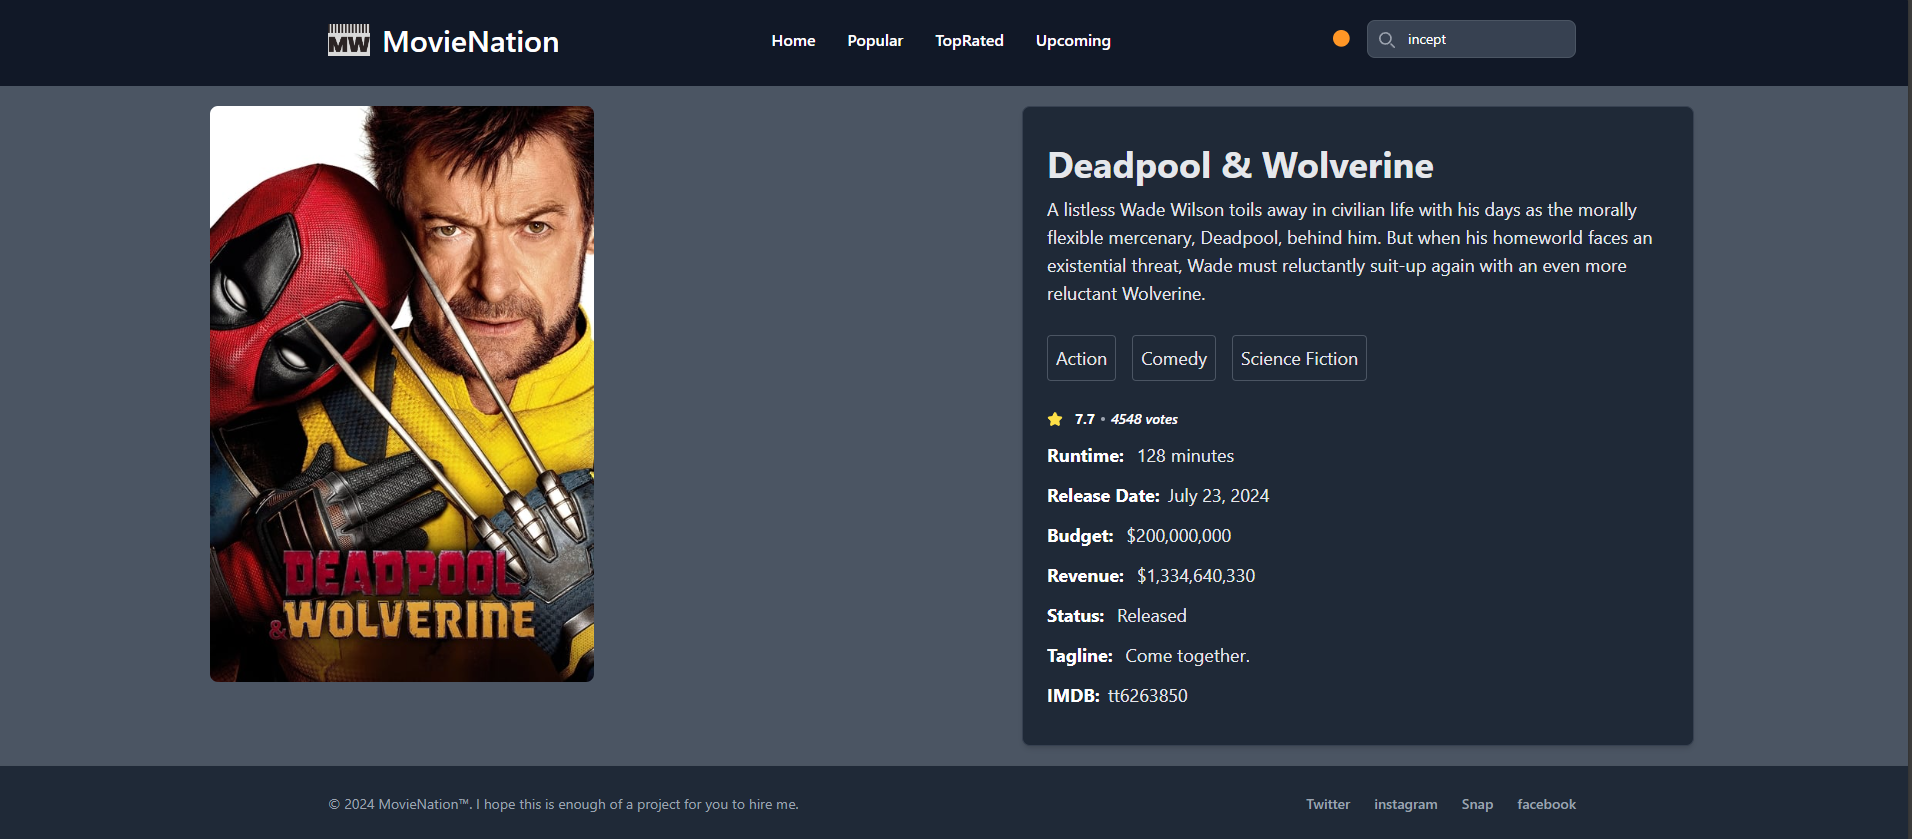 MW MovieNation
Home Popular TopRated Upcoming
incept
DEADPOOL
& WOLVERINE
Deadpool & Wolverine
A listless Wade Wilson toils away in civilian life with his days as the morally
flexible mercenary, Deadpool, behind him. But when his homeworld faces an
existential threat, Wade must reluctantly suit-up again with an even more
reluctant Wolverine.
Action Comedy Science Fiction
7.7 • 4548 votes
Runtime: 128 minutes
Release Date: July 23, 2024
Budget: $200,000,000
Revenue: $1,334,640,330
Status: Released
Tagline: Come together.
IMDB: tt6263850
© 2024 MovieNation™. I hope this is enough of a project for you to hire me.
Twitter instagram Snap facebook